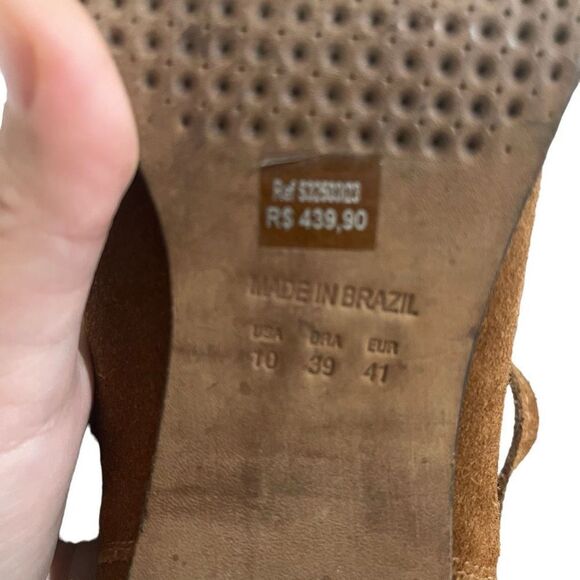 R$ 439,90
MADE IN BRAZIL
USA BRA EUR
10 39 41